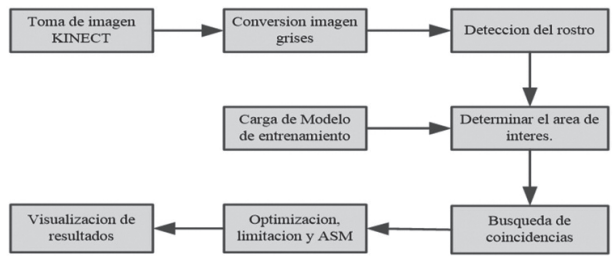 Toma de imagen
KINECT
Conversion imagen
grises
Deteccion del rostro
Carga de Modelo
de entrenamiento
Determinar el area de
interes.
Visualizacion de
resultados
Optimizacion,
limitacion y ASM
Busqueda de
coincidencias